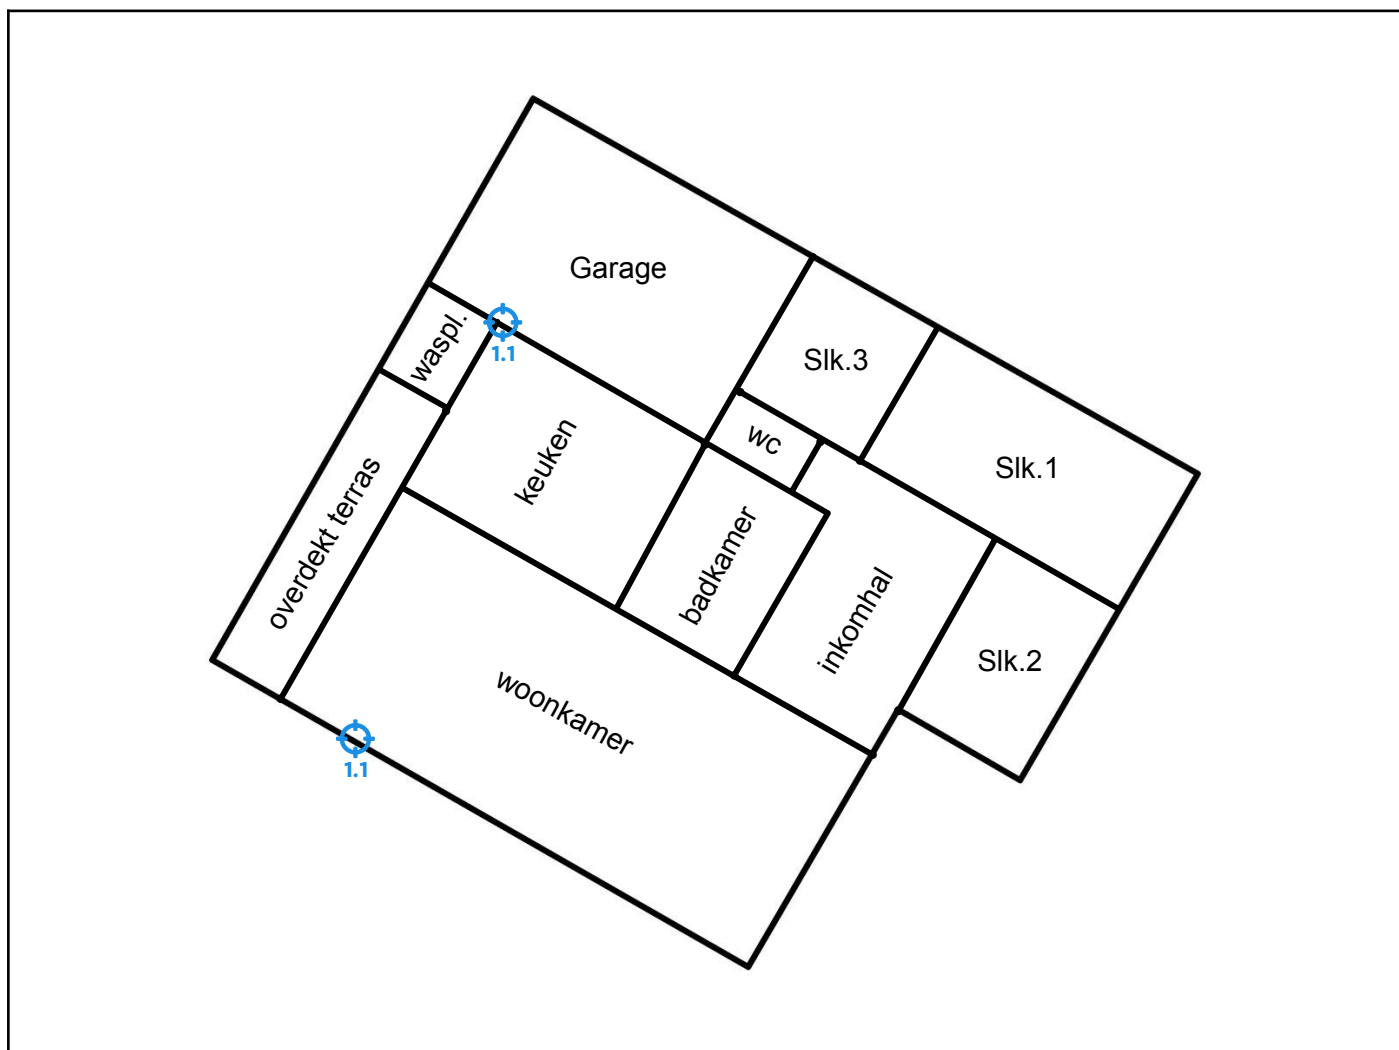 Garage
waspl.
1.1
Slk.3
wc
keuken
Slk.1
overdekt terras
badkamer
inkomhal
Slk.2
woonkamer
1.1